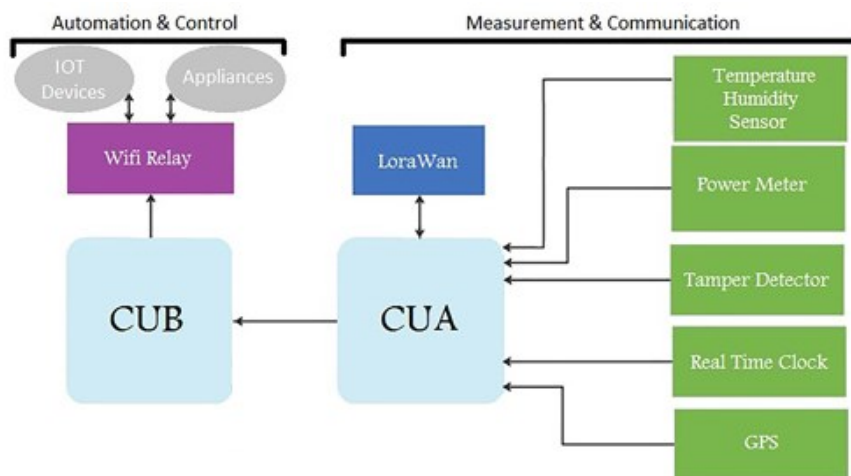 Automation & Control
Measurement & Communication
IOT
Devices
Appliances
Temperature
Humidity
Sensor
Wifi Relay
LoraWan
Power Meter
CUB
CUA
Tamper Detector
Real Time Clock
GPS